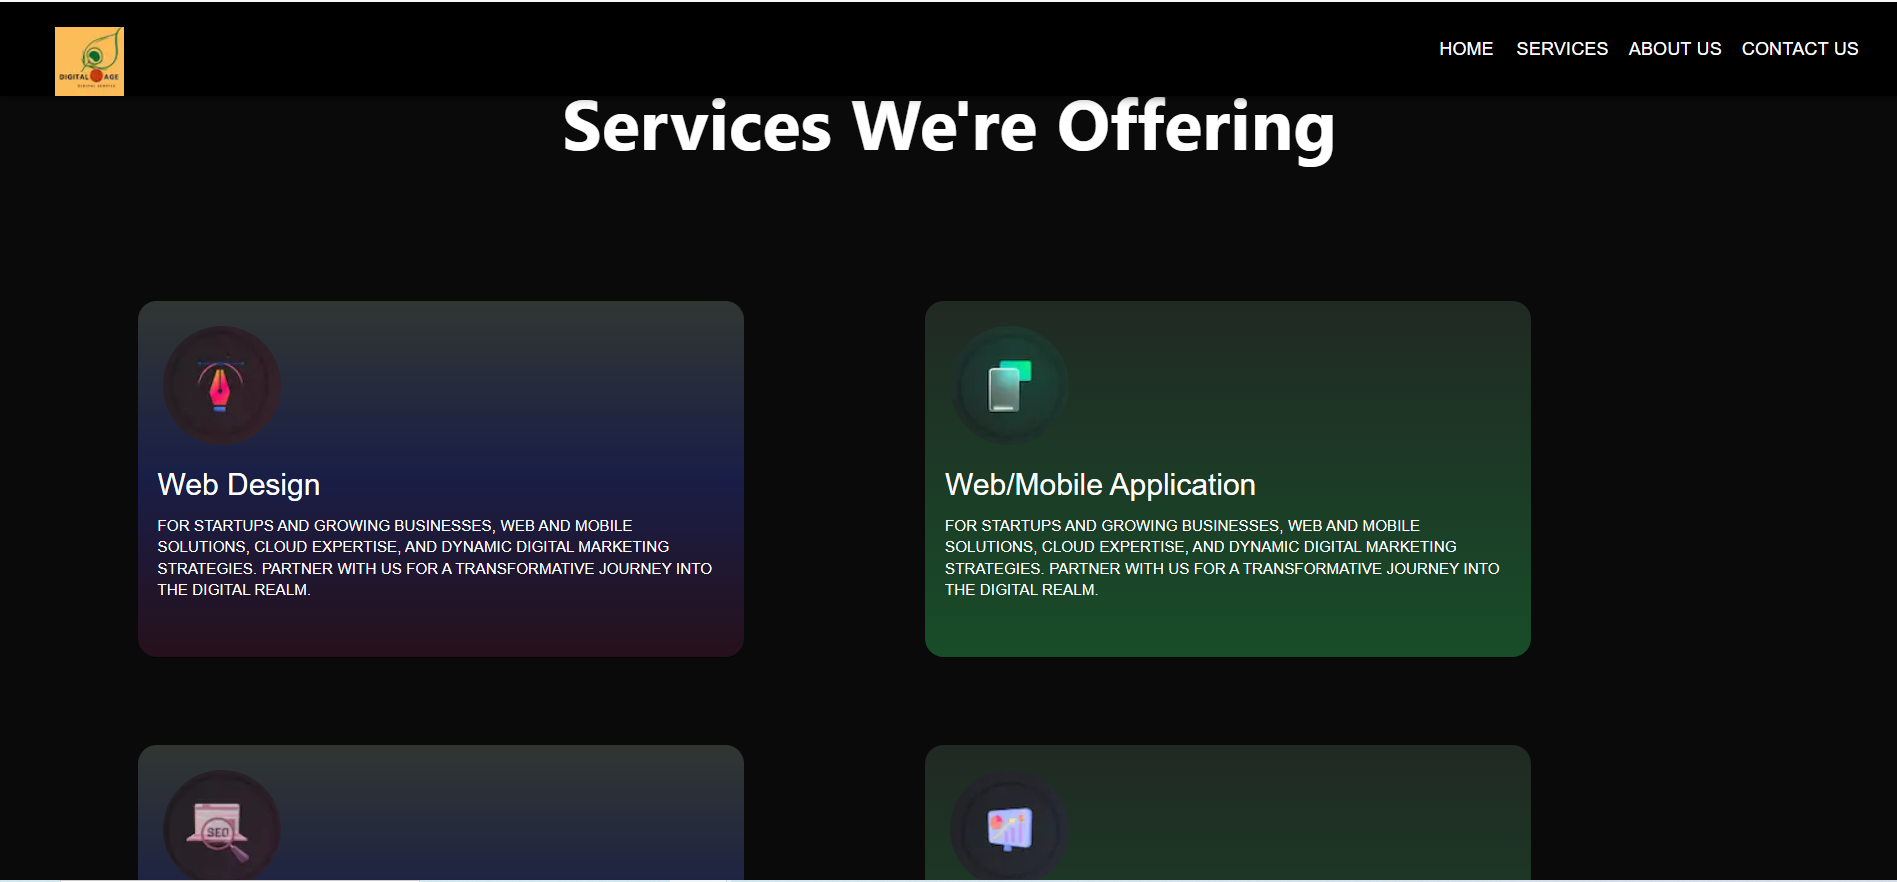 DIGITAL AGE
HOME SERVICES ABOUT US CONTACT US
Services We're Offering
Web Design
FOR STARTUPS AND GROWING BUSINESSES, WEB AND MOBILE
SOLUTIONS, CLOUD EXPERTISE, AND DYNAMIC DIGITAL MARKETING
STRATEGIES. PARTNER WITH US FOR A TRANSFORMATIVE JOURNEY INTO
THE DIGITAL REALM.
Web/Mobile Application
FOR STARTUPS AND GROWING BUSINESSES, WEB AND MOBILE
SOLUTIONS, CLOUD EXPERTISE, AND DYNAMIC DIGITAL MARKETING
STRATEGIES. PARTNER WITH US FOR A TRANSFORMATIVE JOURNEY INTO
THE DIGITAL REALM.
SEO